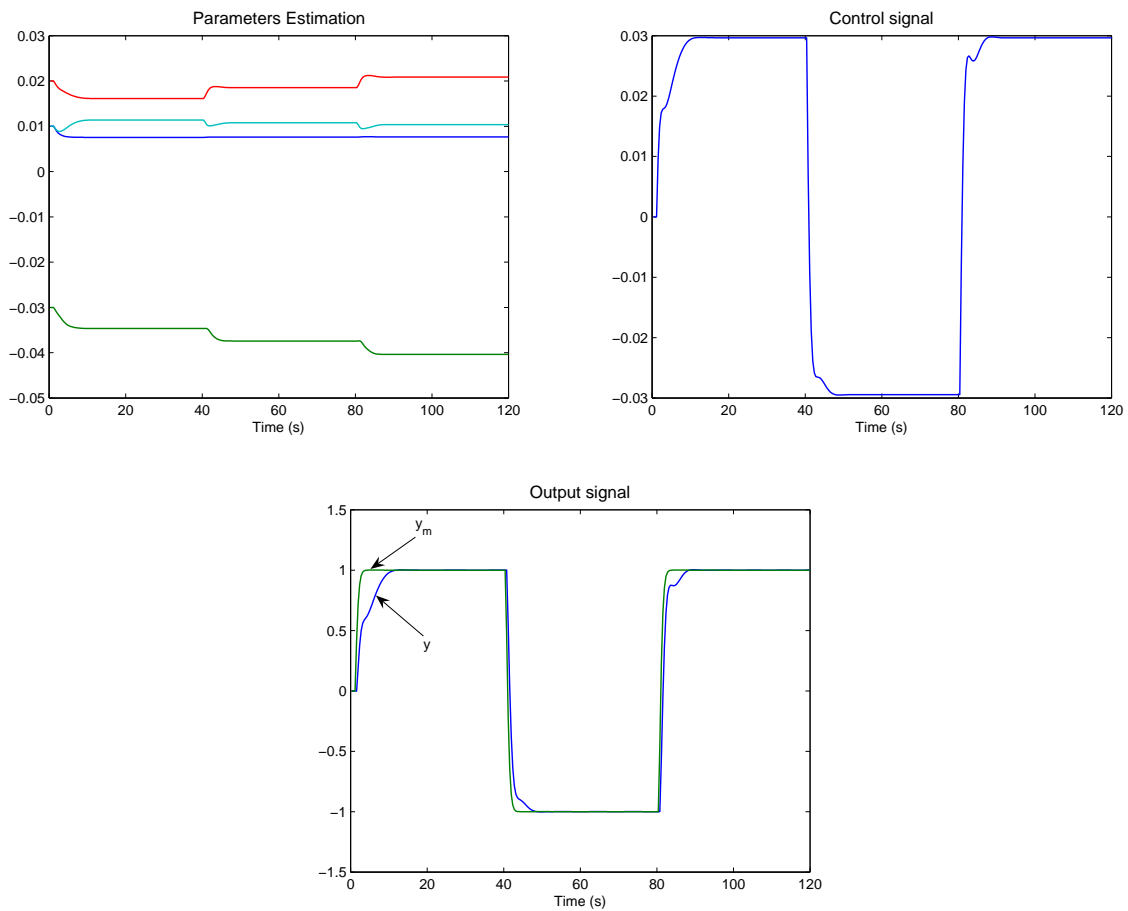 Parameters Estimation
0.03
0.02
0.01
0
−0.01
−0.02
−0.03
−0.04
−0.05
0 20 40 60 80 100 120
Time (s)
Control signal
0.03
0.02
0.01
0
−0.01
−0.02
−0.03
0 20 40 60 80 100 120
Time (s)
Output signal
1.5
1
0.5
0
−0.5
−1
−1.5
y_m
y
0 20 40 60 80 100 120
Time (s)